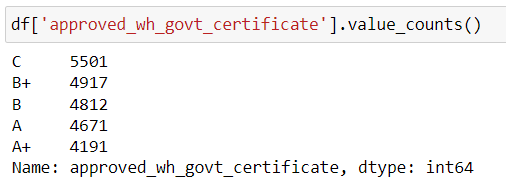 df['approved_wh_govt_certificate'].value_counts()
C     5501
B+    4917
B     4812
A     4671
A+    4191
Name: approved_wh_govt_certificate, dtype: int64